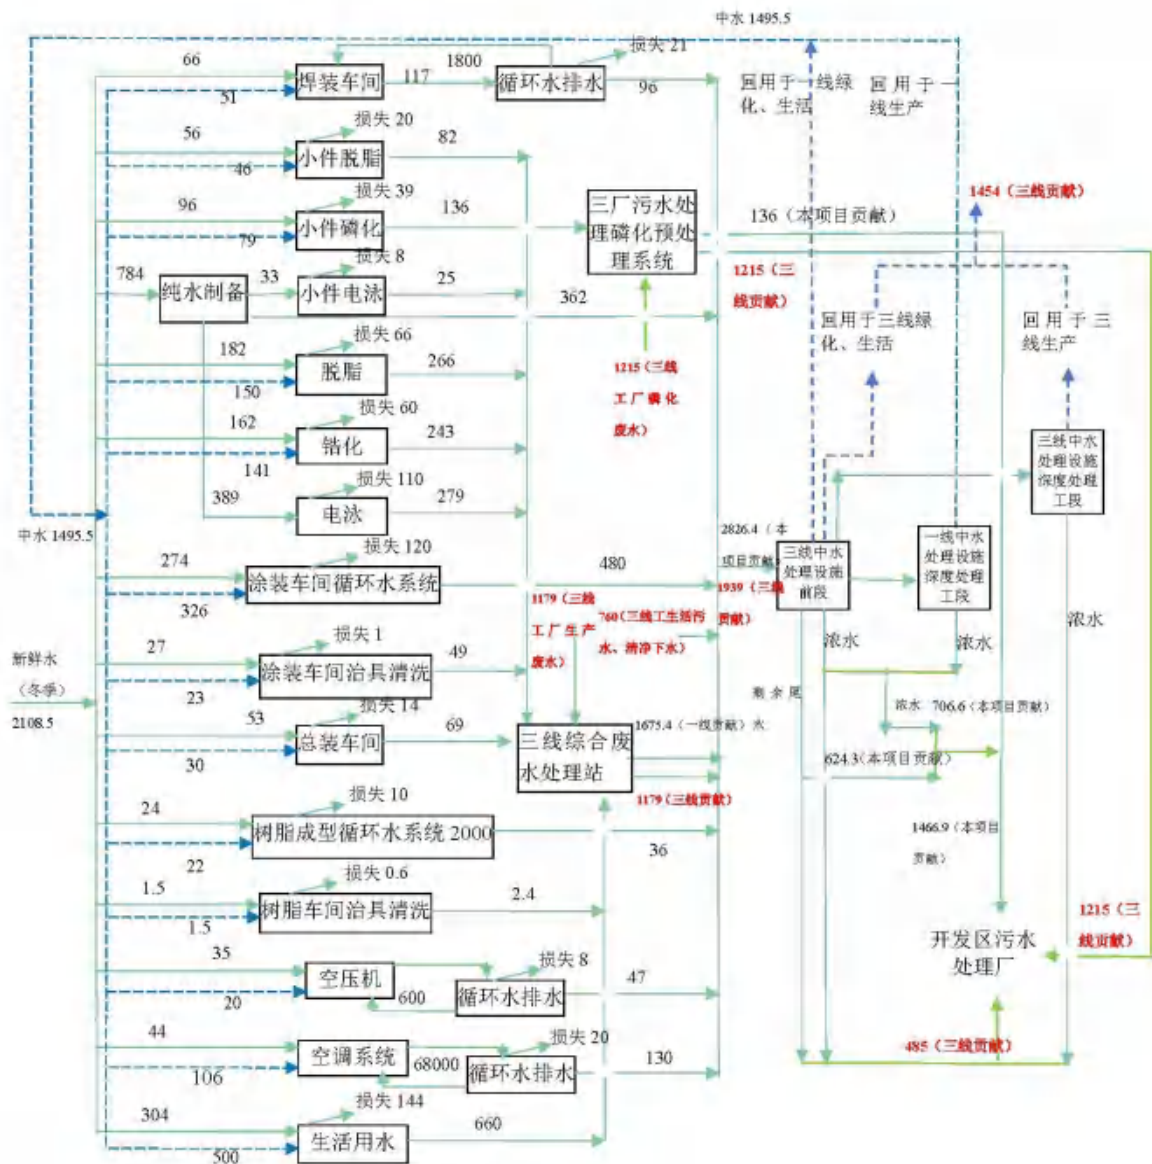 中水 1495.5
损失 21
66
焊装车间
117
1800
循环水排水
96
51
回用于一线绿
化、生活
回用于一
线生产
56
损失 20
小件脱脂
82
46
96
损失 39
小件磷化
136
79
三厂污水处
理磷化预处
理系统
136（本项目贡献）
1454（三线贡献）
784
纯水制备
33
损失 8
小件电泳
25
362
1215（三
线贡献）
182
损失 66
脱脂
266
150
1215（三线
工厂磷化
废水）
回用于三线绿
化、生活
回用于三
线生产
162
损失 60
锆化
243
141
389
损失 110
电泳
279
三线中水
处理设施
深度处理
工段
中水 1495.5
274
损失 120
涂装车间循环水系统
480
326
2826.4（本
项目贡献）
1939（三线
贡献）
三线中水
处理设施
前段
一线中水
处理设施
深度处理
工段
浓水
浓水
浓水
1179（三线
工厂生产
废水）
760(三线工生活污
水、清净下水）
27
损失 1
涂装车间治具清洗
49
23
新鲜水
（冬季）
2108.5
53
损失 14
总装车间
69
30
三线综合废
水处理站
1675.4（一线贡献）
剩余尾
水
浓水
706.6（本项目贡献）
624.3（本项目贡献）
1179（三线贡献）
24
损失 10
树脂成型循环水系统 2000
36
22
1466.9（本项目
贡献）
1.5
损失 0.6
树脂车间治具清洗
2.4
1.5
1215（三
线贡献）
开发区污水
处理厂
35
空压机
600
损失 8
循环水排水
47
20
44
空调系统
68000
损失 20
循环水排水
130
106
485（三线贡献）
304
损失 144
生活用水
660
500